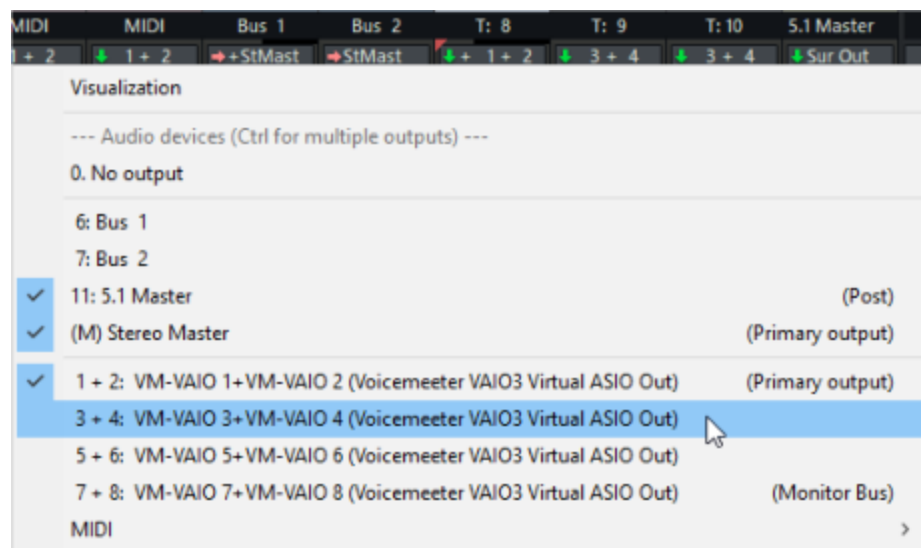 MIDI MIDI Bus 1 Bus 2 T: 8 T: 9 T: 10 5.1 Master
1 + 2 1 + 2 +StMast StMast + 1 + 2 3 + 4 3 + 4 Sur Out
Visualization
--- Audio devices (Ctrl for multiple outputs) ---
0. No output
6: Bus 1
7: Bus 2
11: 5.1 Master (Post)
(M) Stereo Master (Primary output)
1 + 2: VM-VAIO 1+VM-VAIO 2 (Voicemeeter VAIO3 Virtual ASIO Out) (Primary output)
3 + 4: VM-VAIO 3+VM-VAIO 4 (Voicemeeter VAIO3 Virtual ASIO Out)
5 + 6: VM-VAIO 5+VM-VAIO 6 (Voicemeeter VAIO3 Virtual ASIO Out)
7 + 8: VM-VAIO 7+VM-VAIO 8 (Voicemeeter VAIO3 Virtual ASIO Out) (Monitor Bus)
MIDI